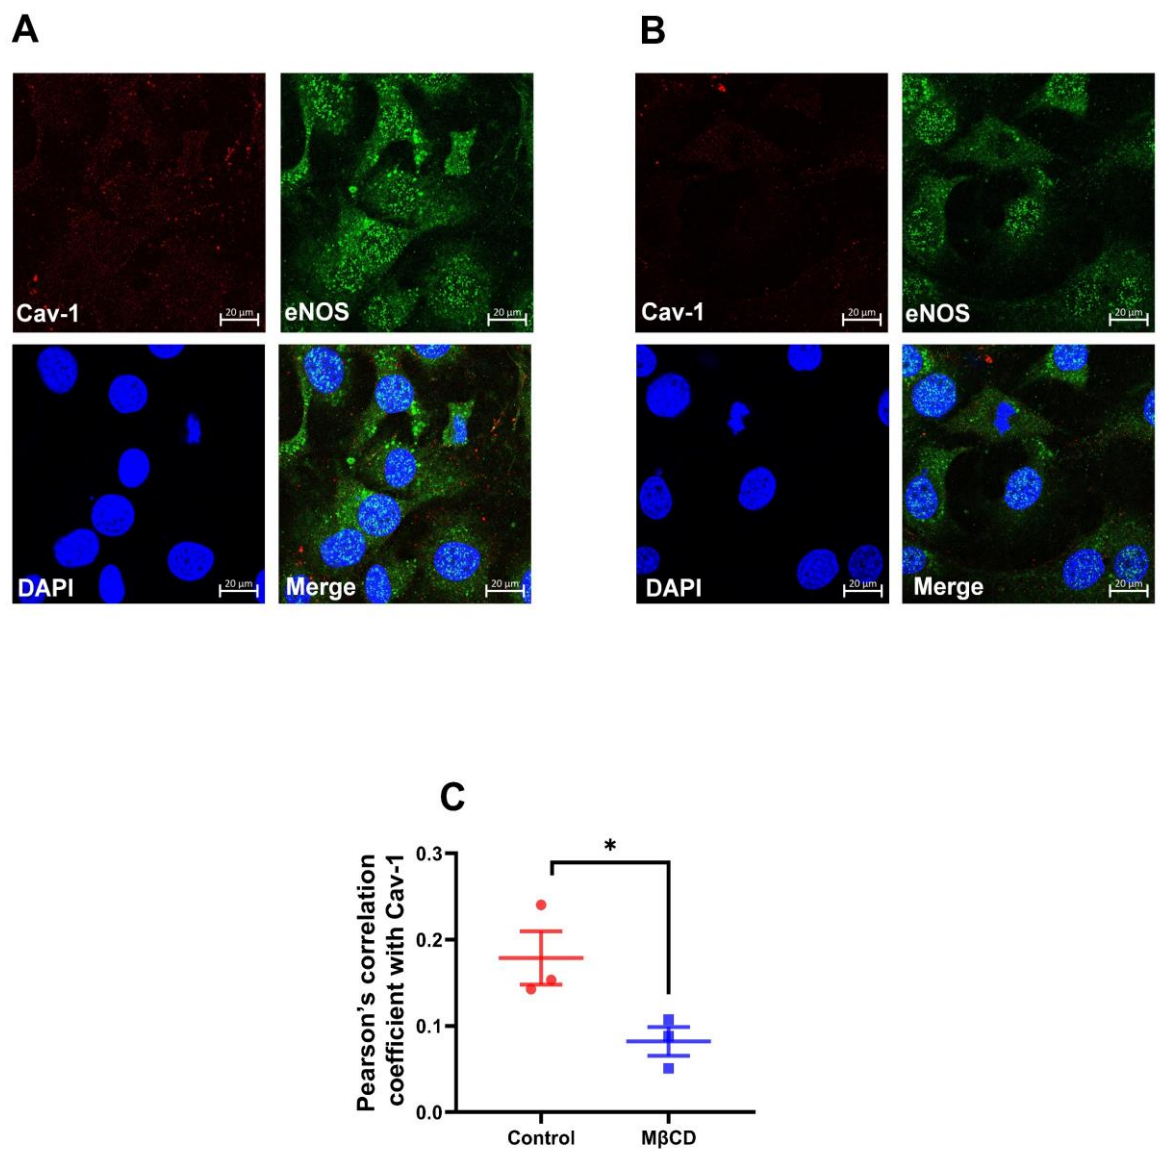 A
B
Cav-1
20 µm
eNOS
20 µm
Cav-1
20 µm
eNOS
20 µm
DAPI
20 µm
Merge
20 µm
DAPI
20 µm
Merge
20 µm
C
Pearson's correlation
coefficient with Cav-1
*
0.3
0.2
0.1
0.0
Control
MβCD